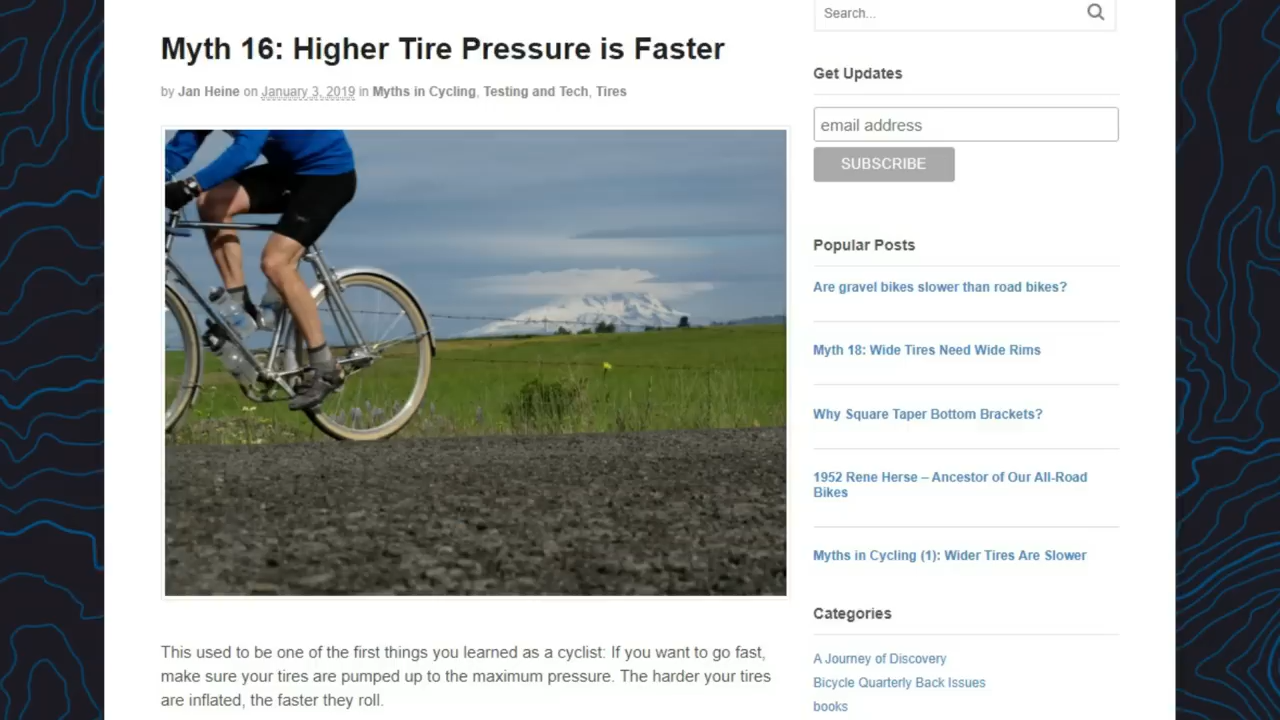 Search...
Myth 16: Higher Tire Pressure is Faster
by Jan Heine on January 3, 2019 in Myths in Cycling, Testing and Tech, Tires
Get Updates
email address
SUBSCRIBE
Popular Posts
Are gravel bikes slower than road bikes?
Myth 18: Wide Tires Need Wide Rims
Why Square Taper Bottom Brackets?
1952 Rene Herse – Ancestor of Our All-Road
Bikes
Myths in Cycling (1): Wider Tires Are Slower
Categories
A Journey of Discovery
Bicycle Quarterly Back Issues
books
This used to be one of the first things you learned as a cyclist: If you want to go fast,
make sure your tires are pumped up to the maximum pressure. The harder your tires
are inflated, the faster they roll.